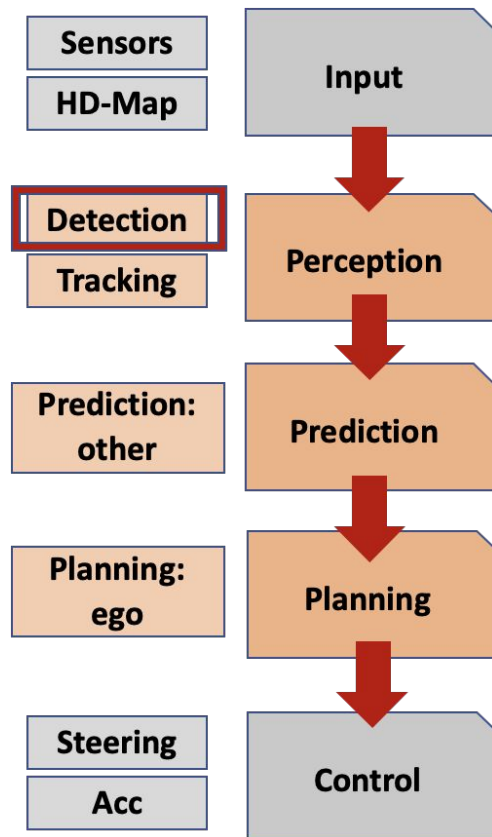 Sensors
HD-Map
Input
Detection
Tracking
Perception
Prediction:
other
Prediction
Planning:
ego
Planning
Steering
Acc
Control